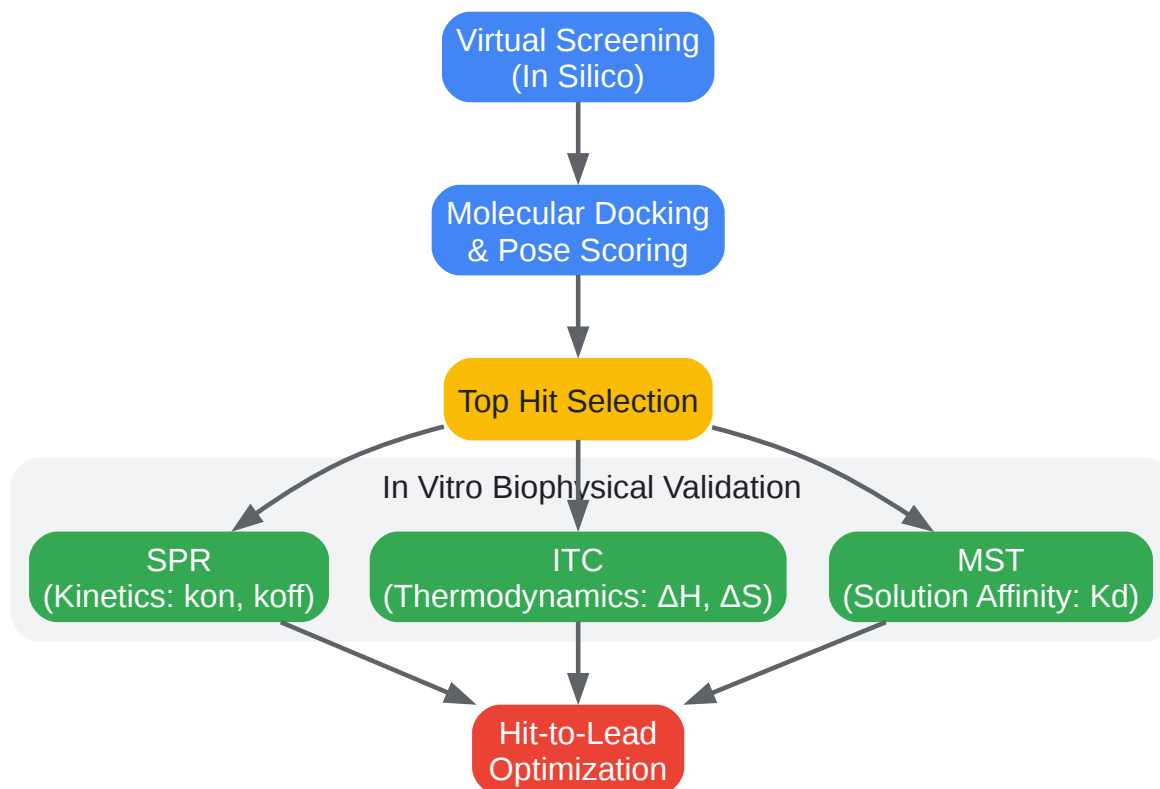 Virtual Screening
(In Silico)
Molecular Docking
& Pose Scoring
Top Hit Selection
In Vitro Biophysical Validation
SPR
(Kinetics: kon, koff)
ITC
(Thermodynamics: ΔH, ΔS)
MST
(Solution Affinity: Kd)
Hit-to-Lead
Optimization